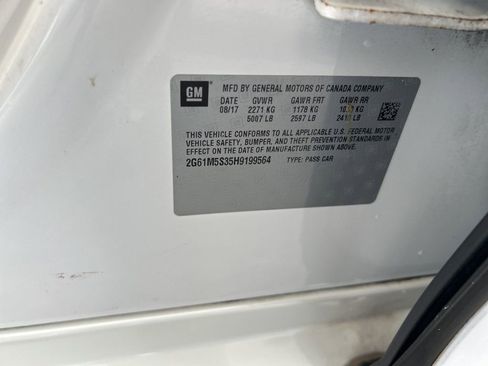 GM
MFD BY GENERAL MOTORS OF CANADA COMPANY
DATE GVWR GAWR FRT GAWR RR
08/17 2271 KG 1178 KG KG
5007 LB 2597 LB LB
THIS VEHICLE CONFORMS TO ALL APPLICABLE U.S. FEDERAL MOTOR
VEHICLE SAFETY, BUMPER, AND THEFT PREVENTION STANDARDS IN EFFECT
ON THE DATE OF MANUFACTURE SHOWN ABOVE.
2G61M5S35H9199564 TYPE: PASS CAR